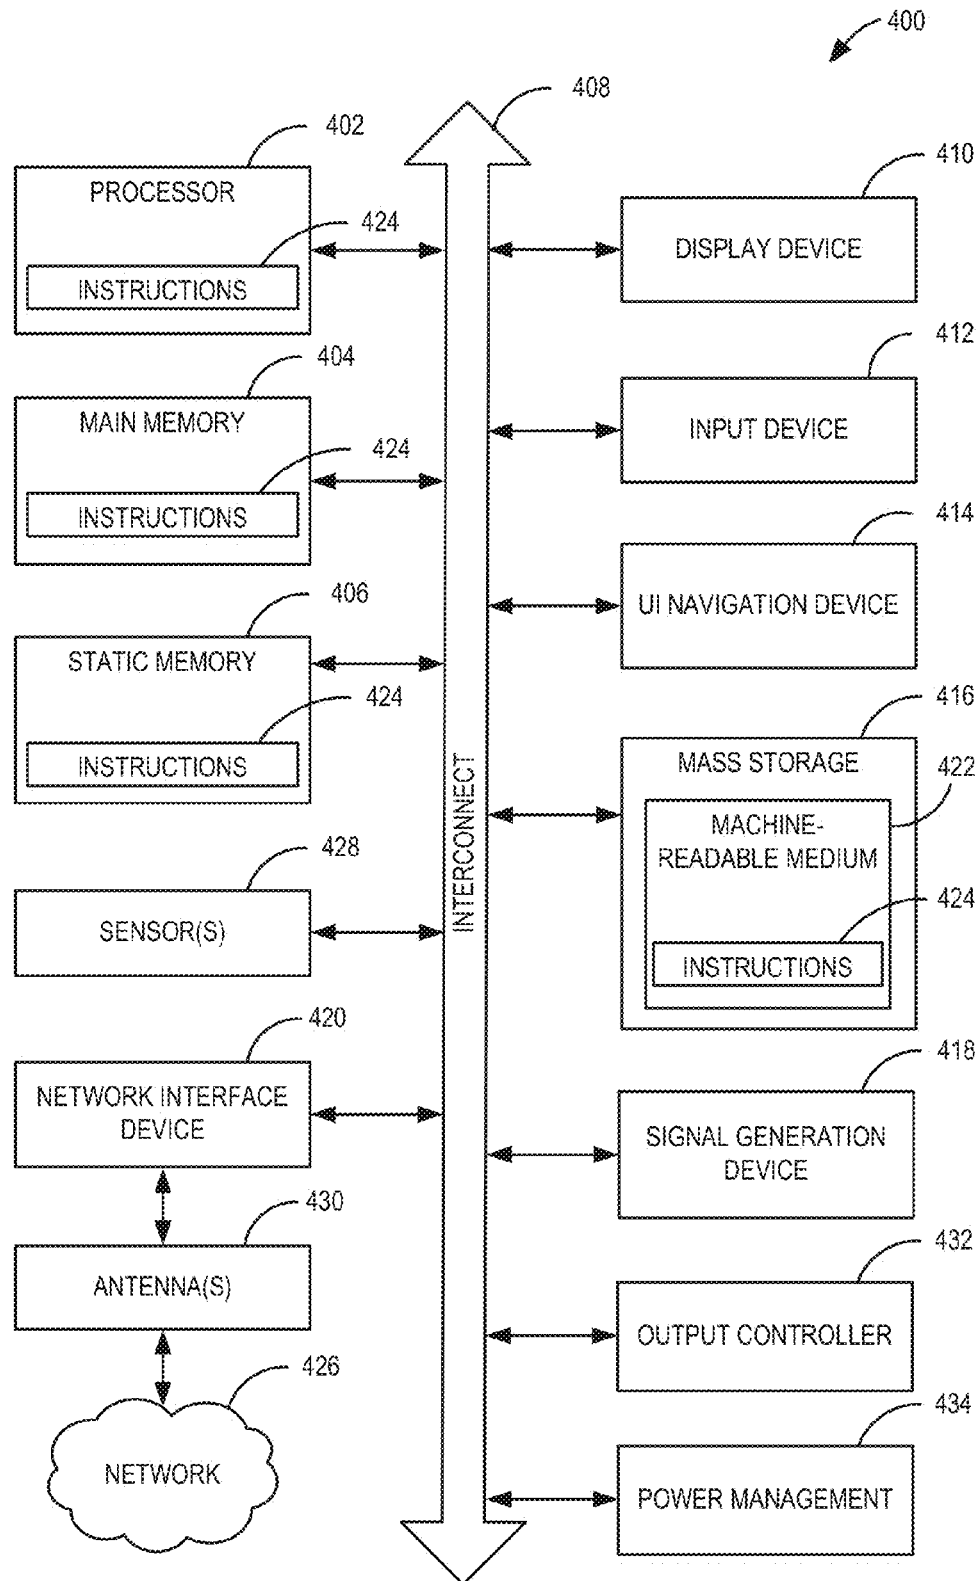 400
408
402
PROCESSOR
424
INSTRUCTIONS
404
MAIN MEMORY
424
INSTRUCTIONS
406
STATIC MEMORY
424
INSTRUCTIONS
428
SENSOR(S)
420
NETWORK INTERFACE
DEVICE
430
ANTENNA(S)
426
NETWORK
INTERCONNECT
410
DISPLAY DEVICE
412
INPUT DEVICE
414
UI NAVIGATION DEVICE
416
MASS STORAGE
422
MACHINE-
READABLE MEDIUM
424
INSTRUCTIONS
418
SIGNAL GENERATION
DEVICE
432
OUTPUT CONTROLLER
434
POWER MANAGEMENT